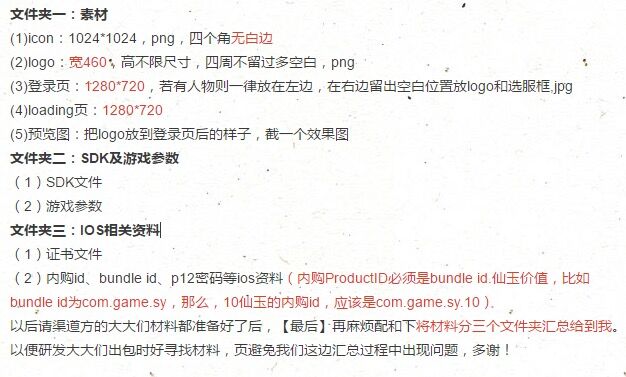 文件夹一：素材
(1)icon：1024*1024，png，四个角无白边
(2)logo：宽460，高不限尺寸，四周不留过多空白，png
(3)登录页：1280*720，若有人物则一律放在左边，在右边留出空白位置放logo和选服框.jpg
(4)loading页：1280*720
(5)预览图：把logo放到登录页后的样子，截一个效果图
文件夹二：SDK及游戏参数
（1）SDK文件
（2）游戏参数
文件夹三：IOS相关资料
（1）证书文件
（2）内购id、bundle id、p12密码等ios资料（内购ProductID必须是bundle id.仙玉价值，比如
bundle id为com.game.sy，那么，10仙玉的内购id，应该是com.game.sy.10）.
以后请渠道方的大大们材料都准备好了后，【最后】再麻烦配和下将材料分三个文件夹汇总给到我。
以便研发大大们出包时好寻找材料，页避免我们这边汇总过程中出现问题，多谢！